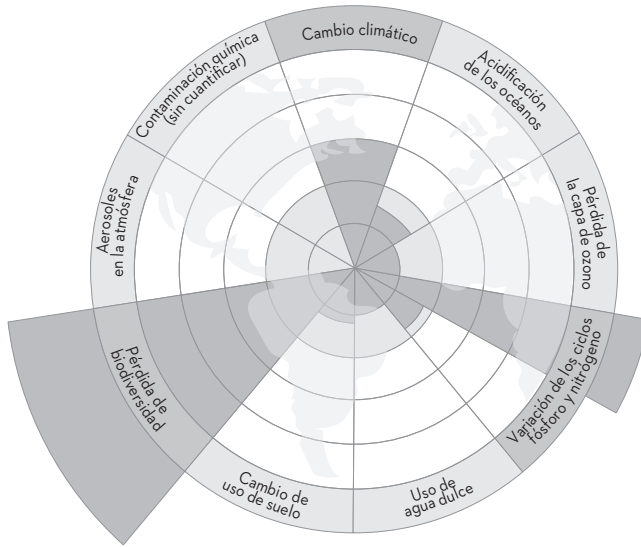 Cambio climático
Acidificación
de los océanos
Pérdida de
la capa de ozono
Variación de los ciclos
fósforo y nitrógeno
Uso de
agua dulce
Cambio de
uso de suelo
Pérdida de
biodiversidad
Aerosoles
en la atmósfera
Contaminación química
(sin cuantificar)